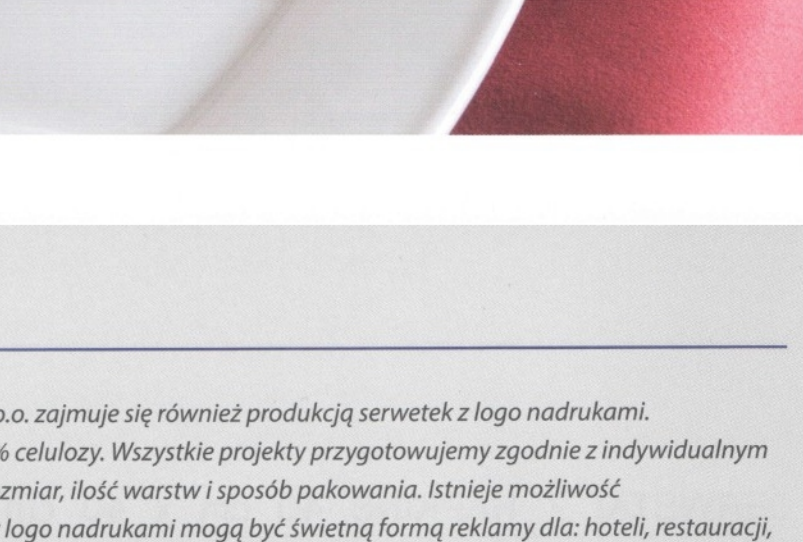 o.o. zajmuje się również produkcją serwetek z logo nadrukami.
% celulozy. Wszystkie projekty przygotowujemy zgodnie z indywidualnym
zmiar, ilość warstw i sposób pakowania. Istnieje możliwość
logo nadrukami mogą być świetną formą reklamy dla: hoteli, restauracji,